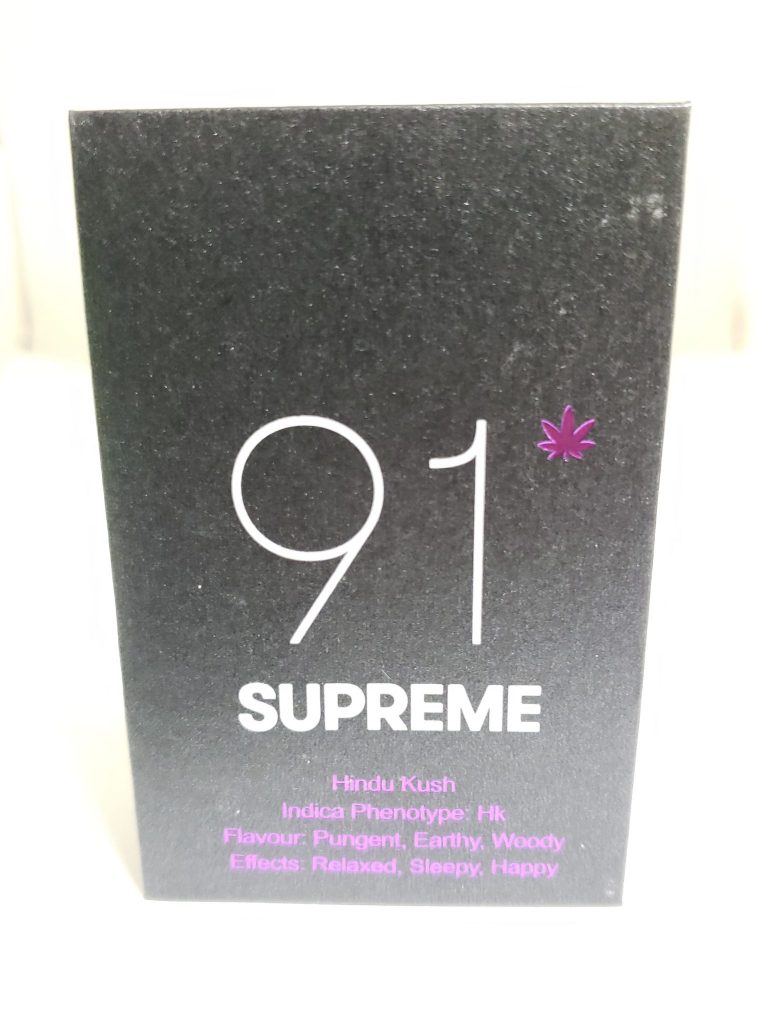 91
SUPREME
Hindu Kush
Indica Phenotype: Hk
Flavour: Pungent, Earthy, Woody
Effects: Relaxed, Sleepy, Happy